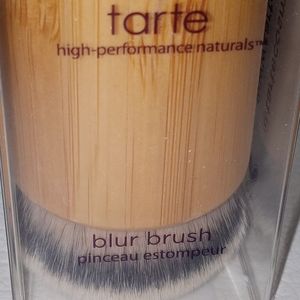 tarte
high-performance naturals™
blur brush
pinceau estompeur